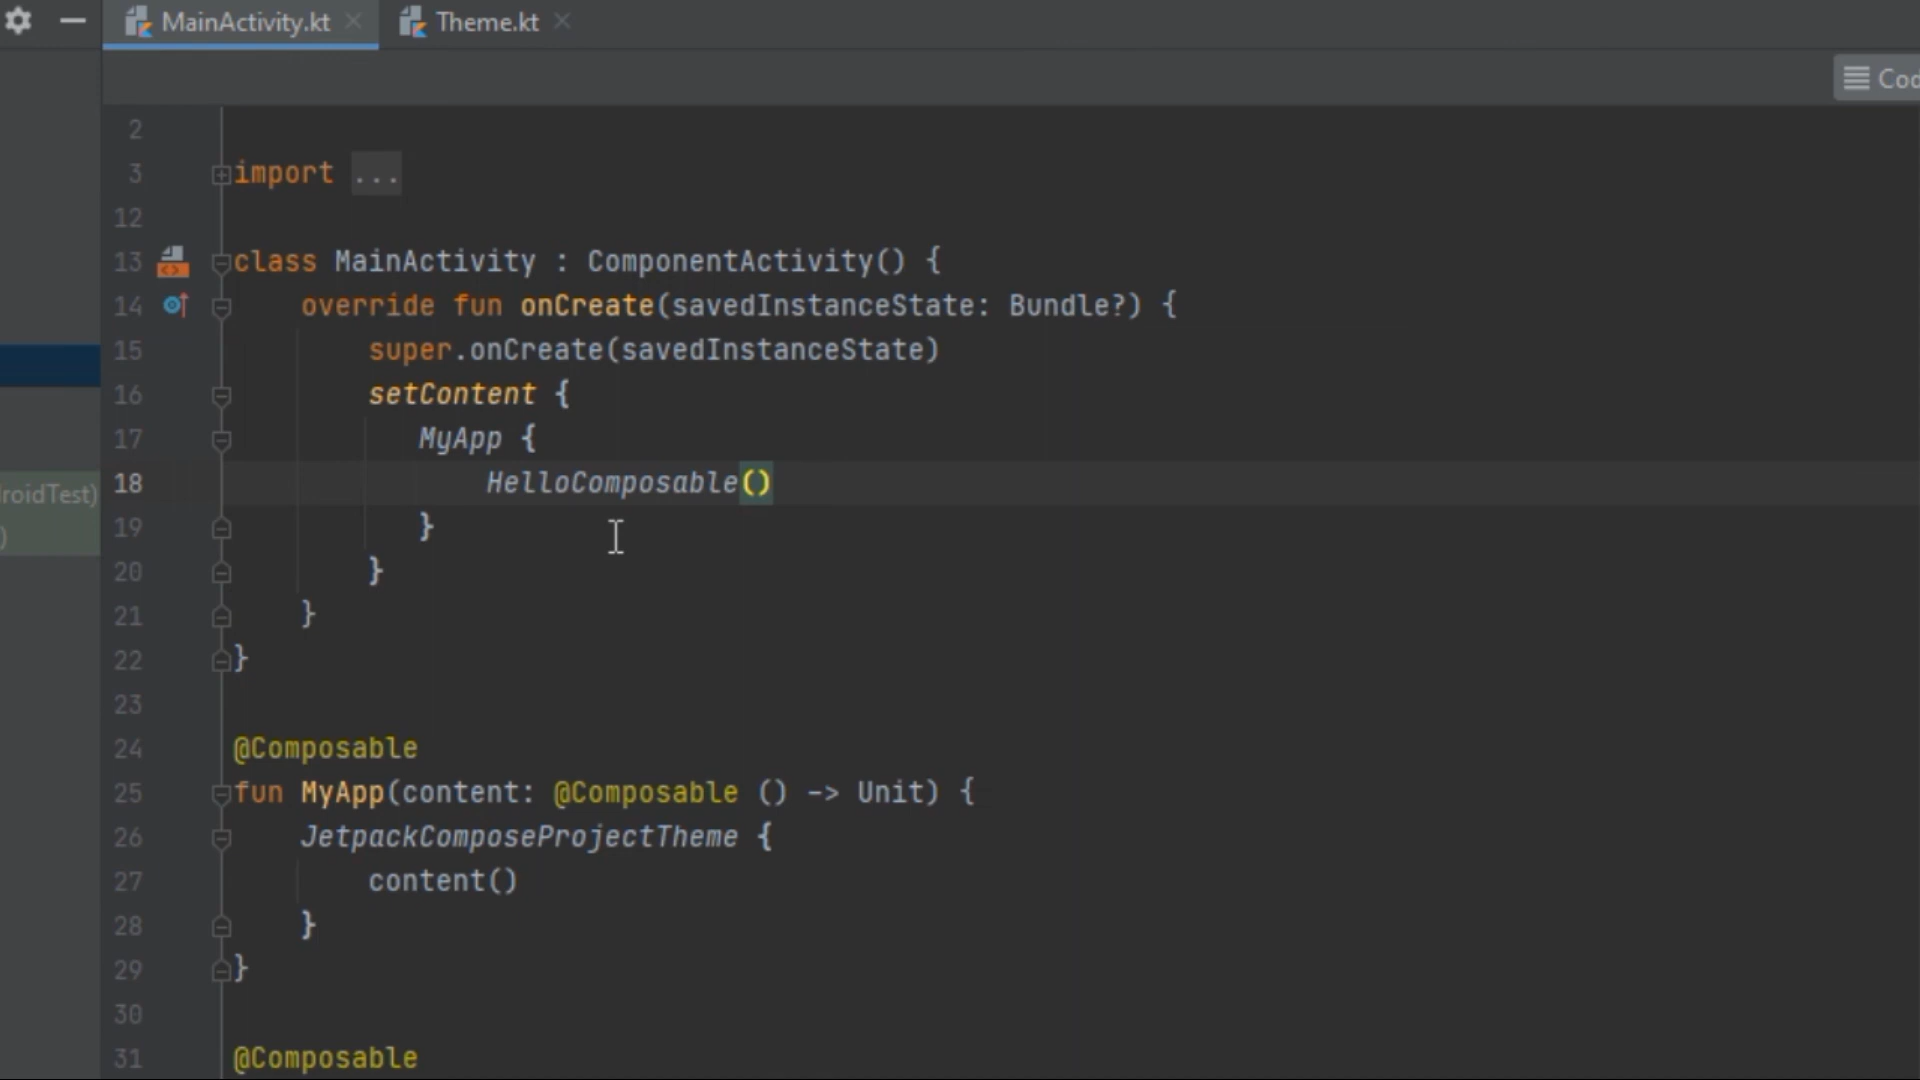 MainActivity.kt
Theme.kt
2
3 import ...
12
13 class MainActivity : ComponentActivity() {
14 override fun onCreate(savedInstanceState: Bundle?) {
15 super.onCreate(savedInstanceState)
16 setContent {
17 MyApp {
18 HelloComposable()
19 }
20 }
21 }
22 }
23
24 @Composable
25 fun MyApp(content: @Composable () -> Unit) {
26 JetpackComposeProjectTheme {
27 content()
28 }
29 }
30
31 @Composable
Cod
roidTest)
)